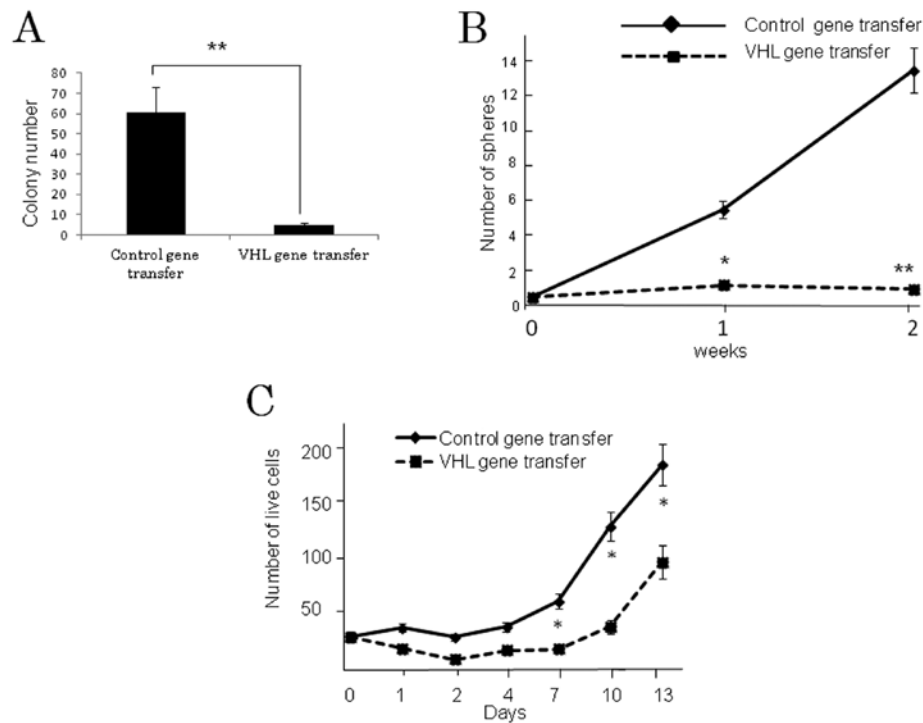 A
**
Colony number
80
70
60
50
40
30
20
10
0
Control gene
transfer
VHL gene transfer
B
Control gene transfer
VHL gene transfer
Number of spheres
14
12
10
8
6
4
2
0
*
**
0
1
2
weeks
C
Control gene transfer
VHL gene transfer
Number of live cells
200
150
100
50
*
*
*
0
1
2
4
7
10
13
Days